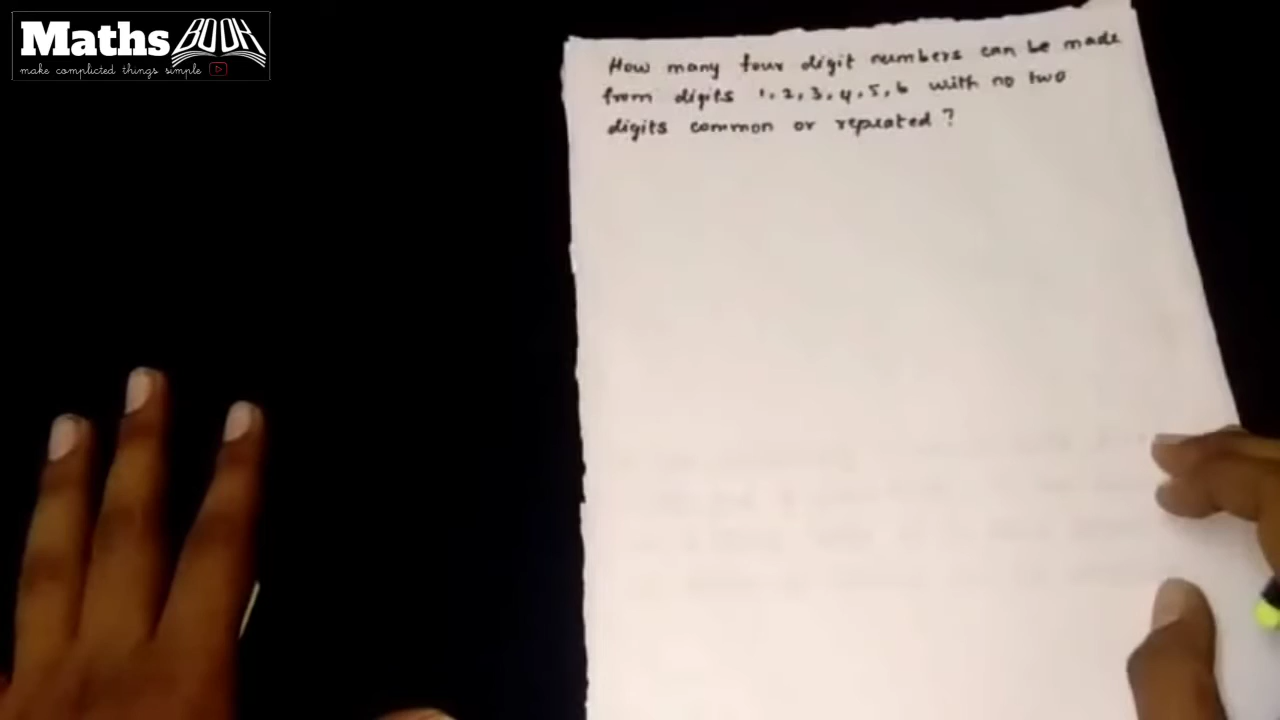 Maths BOOK
make complicted things simple
How many four digit numbers can be made
from digits 1, 2, 3, 4, 5, 6 with no two
digits common or repeated ?